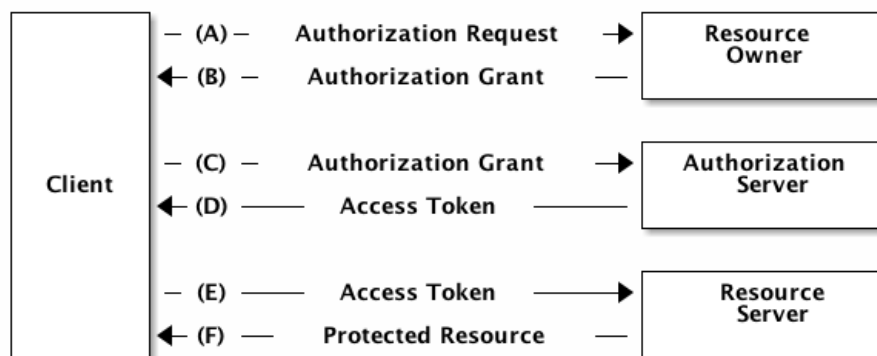 (A) Authorization Request
Resource
Owner
(B) Authorization Grant
Client
(C) Authorization Grant
Authorization
Server
(D) Access Token
(E) Access Token
Resource
Server
(F) Protected Resource